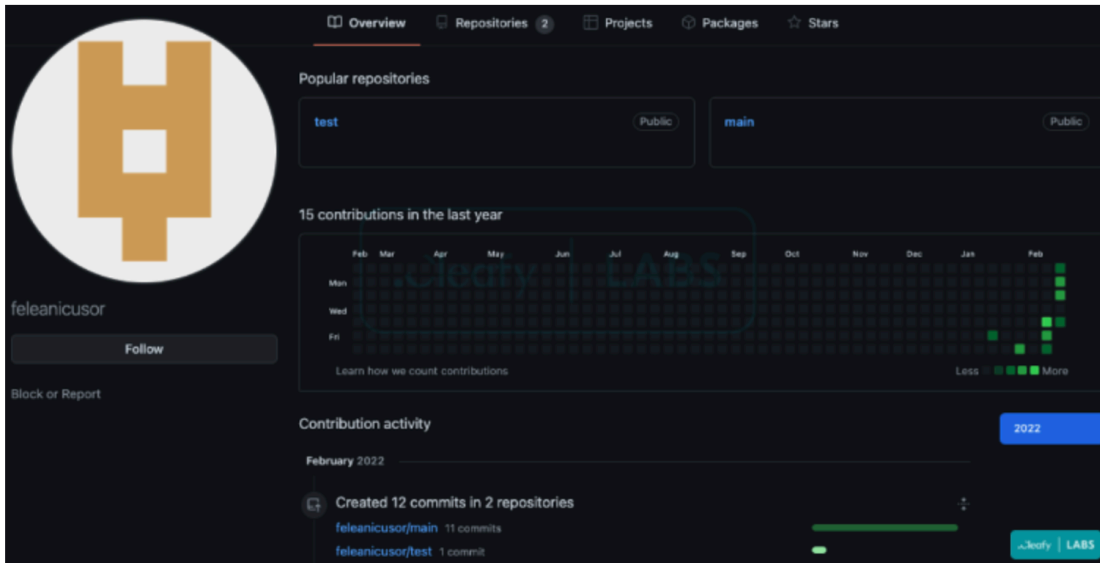 Overview Repositories 2 Projects Packages Stars
Popular repositories
test Public main Public
15 contributions in the last year
Feb Mar Apr May Jun Jul Aug Sep Oct Nov Dec Jan Feb
Mon
Wed
Fri
Cleafy | LABS
Learn how we count contributions
Less More
feleanicusor
Follow
Block or Report
Contribution activity
2022
February 2022
Created 12 commits in 2 repositories
feleanicusor/main 11 commits
feleanicusor/test 1 commit
Cleafy | LABS